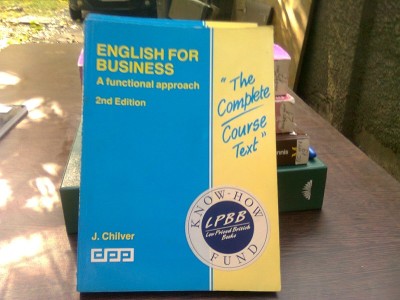 ENGLISH FOR
BUSINESS
A functional approach
2nd Edition
"The
Complete
Course
Text"
KNOW-HOW
LPBB
Low Priced British
Books
FUND
J. Chilver